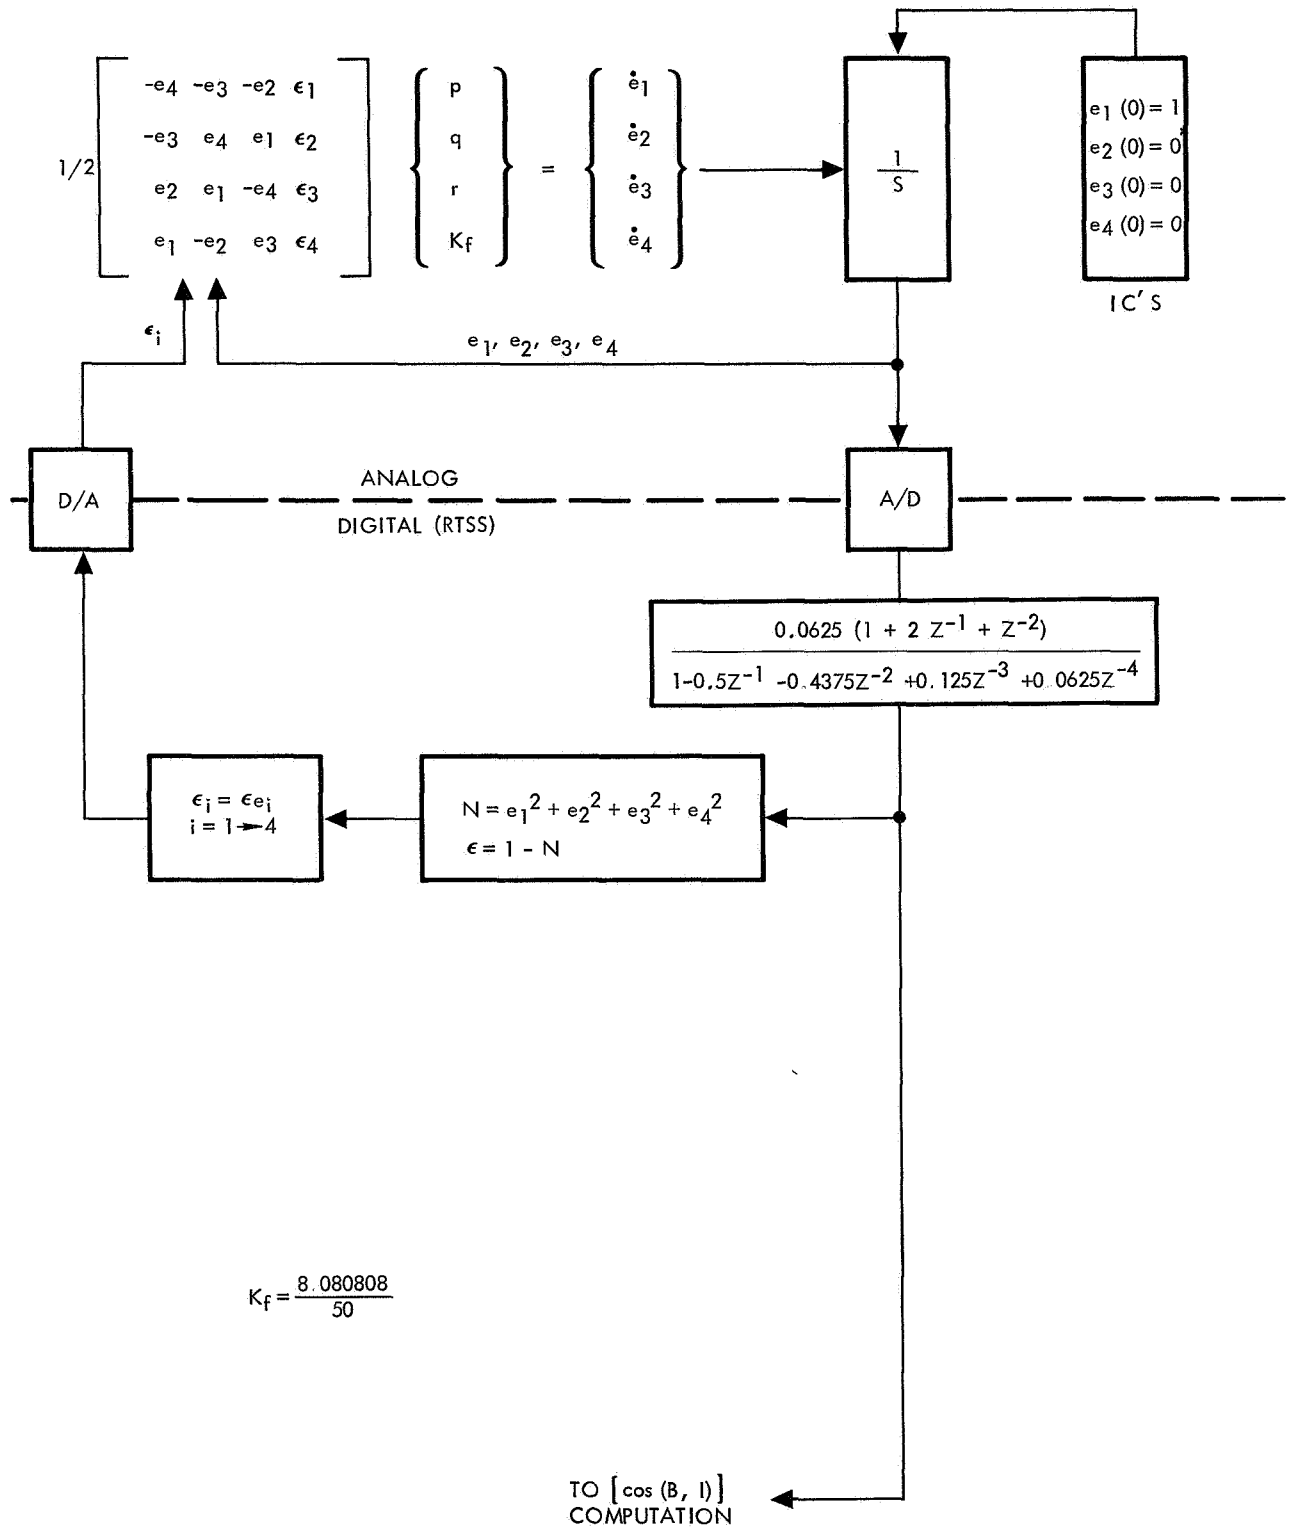 1/2
-e4 -e3 -e2 ϵ1
-e3 e4 e1 ϵ2
e2 e1 -e4 ϵ3
e1 -e2 e3 ϵ4
p
q
r
Kf
=
ė1
ė2
ė3
ė4
1
S
e1 (0) = 1
e2 (0) = 0
e3 (0) = 0
e4 (0) = 0
IC'S
ϵi
e1, e2, e3, e4
D/A
ANALOG
DIGITAL (RTSS)
A/D
0.0625 (1 + 2 Z^-1 + Z^-2)
1-0.5Z^-1 -0.4375Z^-2 +0.125Z^-3 +0.0625Z^-4
ϵi = ϵei
i = 1→4
N = e1^2 + e2^2 + e3^2 + e4^2
ϵ = 1 - N
Kf = 8.080808
50
TO [cos (B, I)]
COMPUTATION